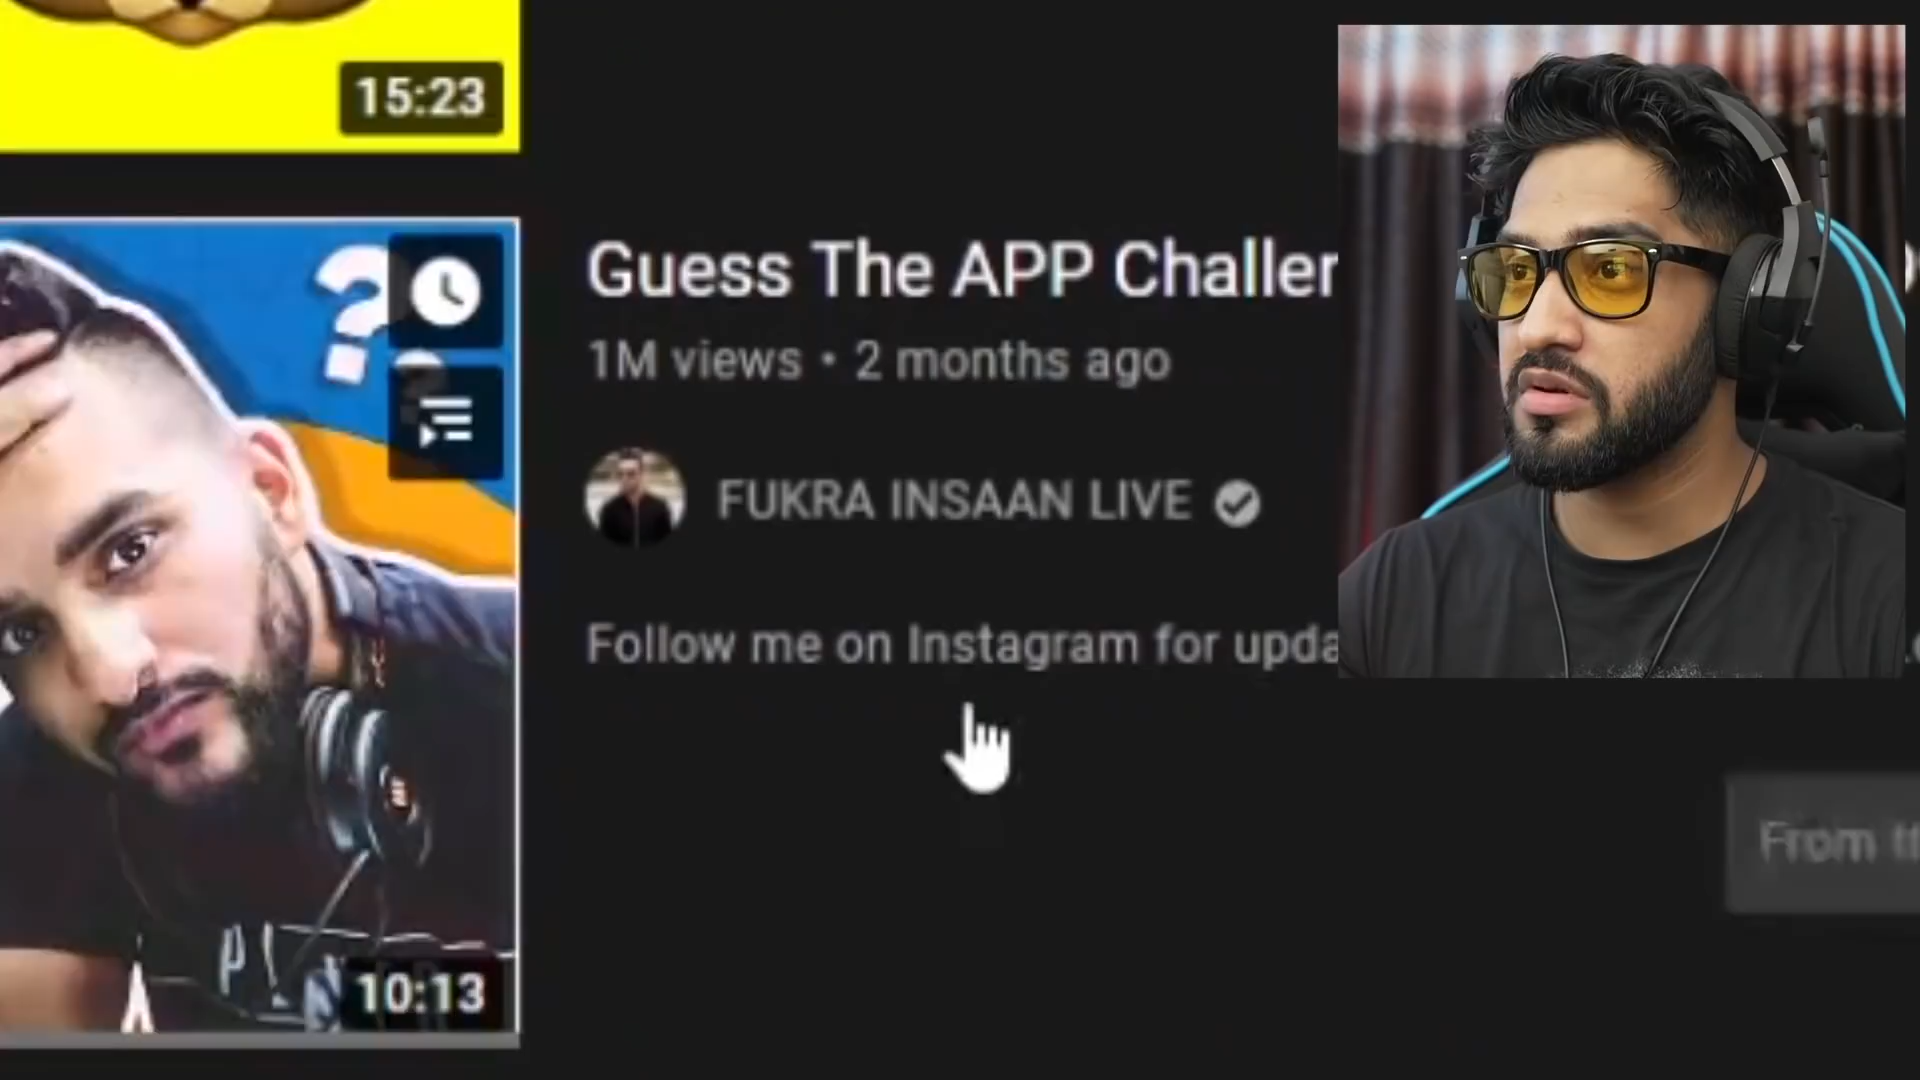 15:23
??
Guess The APP Challen
1M views • 2 months ago
FUKRA INSAAN LIVE
Follow me on Instagram for upda
From
10:13